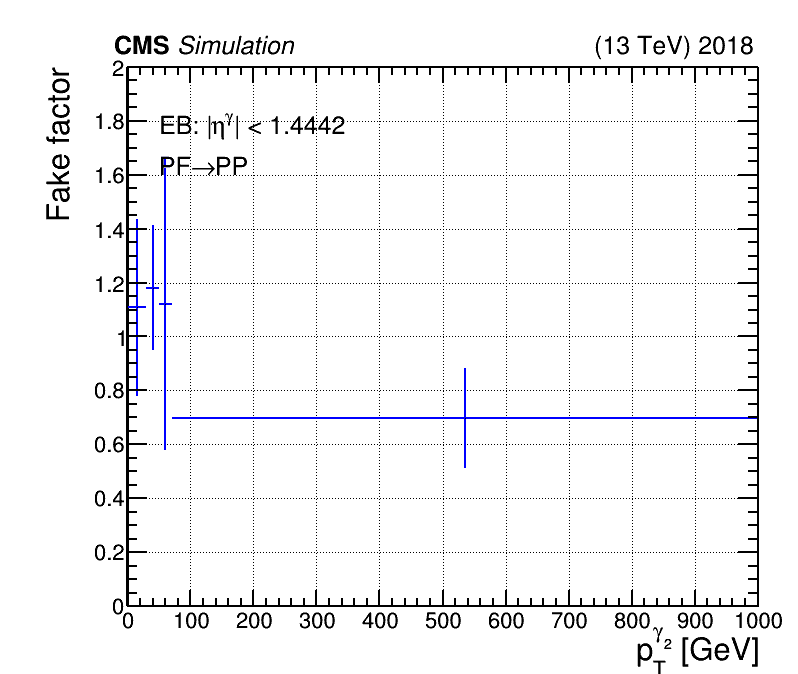 CMS Simulation (13 TeV) 2018
Fake factor
EB: |η^γ| < 1.4442
PF→PP
2
1.8
1.6
1.4
1.2
1
0.8
0.6
0.4
0.2
0
0 100 200 300 400 500 600 700 800 900 1000
p_T^γ_2 [GeV]